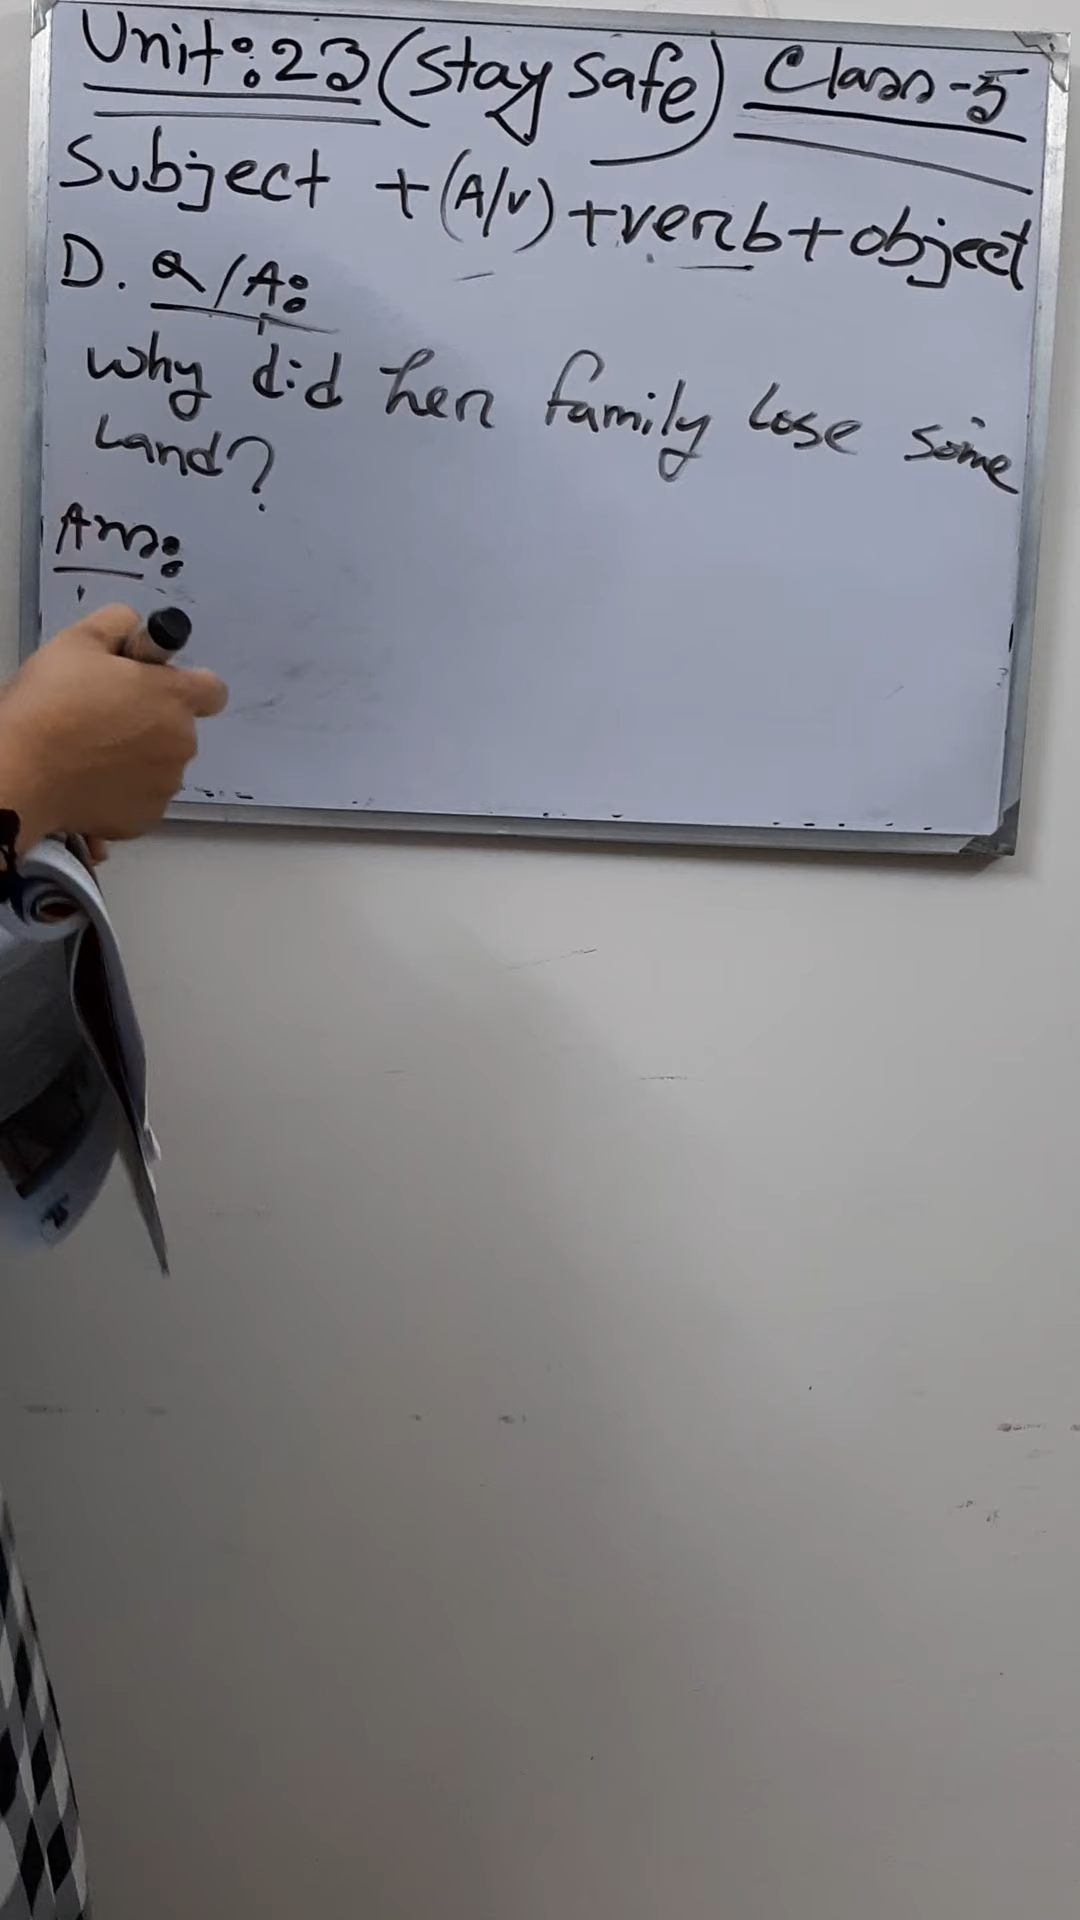 Unit:23 (Stay Safe) Class-5
Subject + (A/V) + verb + object
D. Q/A:
Why did her family lose some
Land?
Ans: